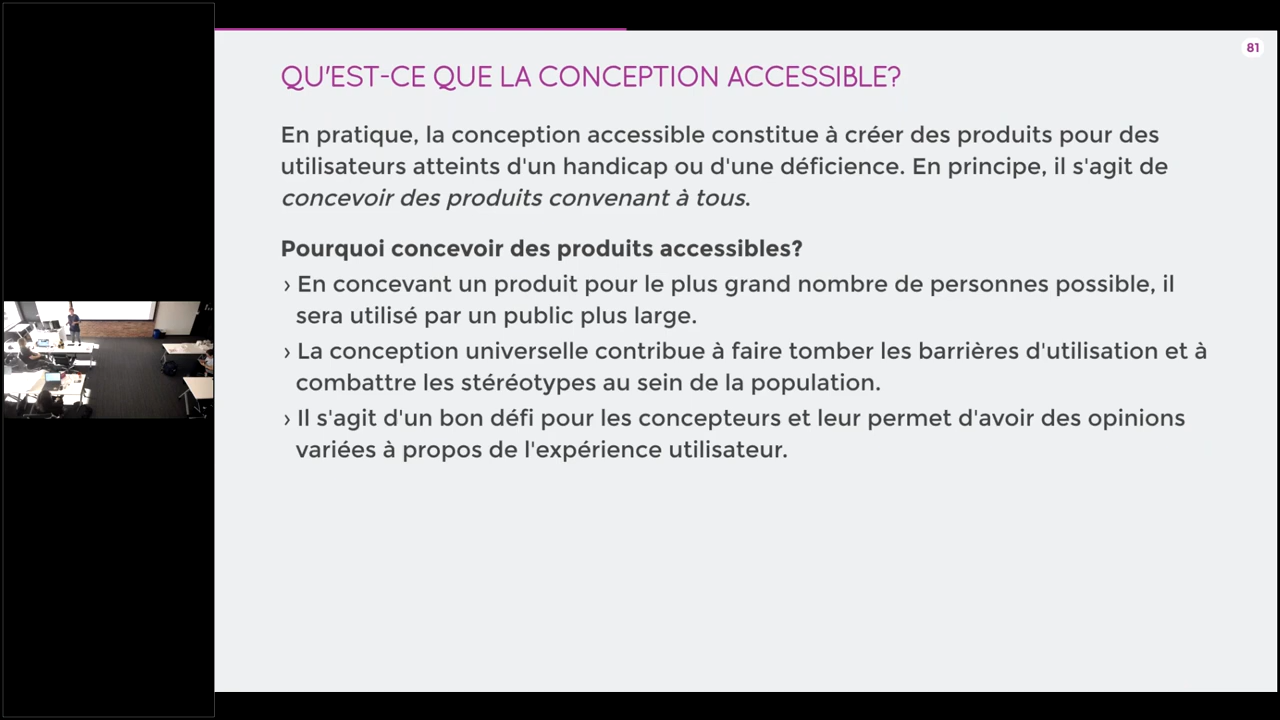 81
QU'EST-CE QUE LA CONCEPTION ACCESSIBLE?
En pratique, la conception accessible constitue à créer des produits pour des
utilisateurs atteints d'un handicap ou d'une déficience. En principe, il s'agit de
concevoir des produits convenant à tous.
Pourquoi concevoir des produits accessibles?
› En concevant un produit pour le plus grand nombre de personnes possible, il
sera utilisé par un public plus large.
› La conception universelle contribue à faire tomber les barrières d'utilisation et à
combattre les stéréotypes au sein de la population.
› Il s'agit d'un bon défi pour les concepteurs et leur permet d'avoir des opinions
variées à propos de l'expérience utilisateur.